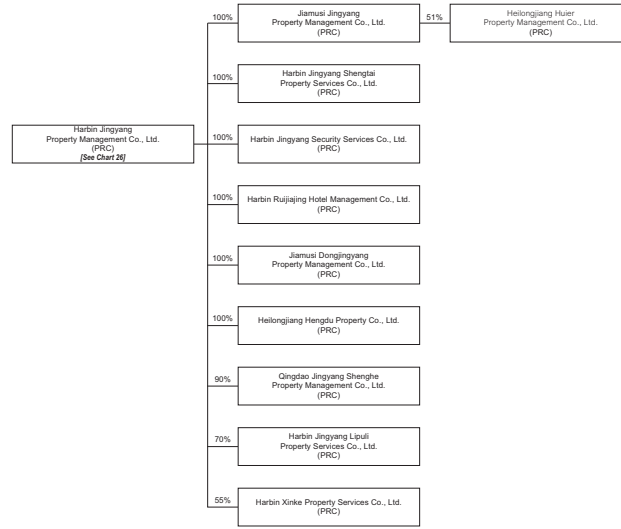 100%
Jiamusi Jingyang
Property Management Co., Ltd.
(PRC)
51%
Heilongjiang Huier
Property Management Co., Ltd.
(PRC)
100%
Harbin Jingyang Shengtai
Property Services Co., Ltd.
(PRC)
Harbin Jingyang
Property Management Co., Ltd.
(PRC)
[See Chart 26]
100%
Harbin Jingyang Security Services Co., Ltd.
(PRC)
100%
Harbin Ruijiajing Hotel Management Co., Ltd.
(PRC)
100%
Jiamusi Dongjingyang
Property Management Co., Ltd.
(PRC)
100%
Heilongjiang Hengdu Property Co., Ltd.
(PRC)
90%
Qingdao Jingyang Shenghe
Property Management Co., Ltd.
(PRC)
70%
Harbin Jingyang Lipuli
Property Services Co., Ltd.
(PRC)
55%
Harbin Xinke Property Services Co., Ltd.
(PRC)